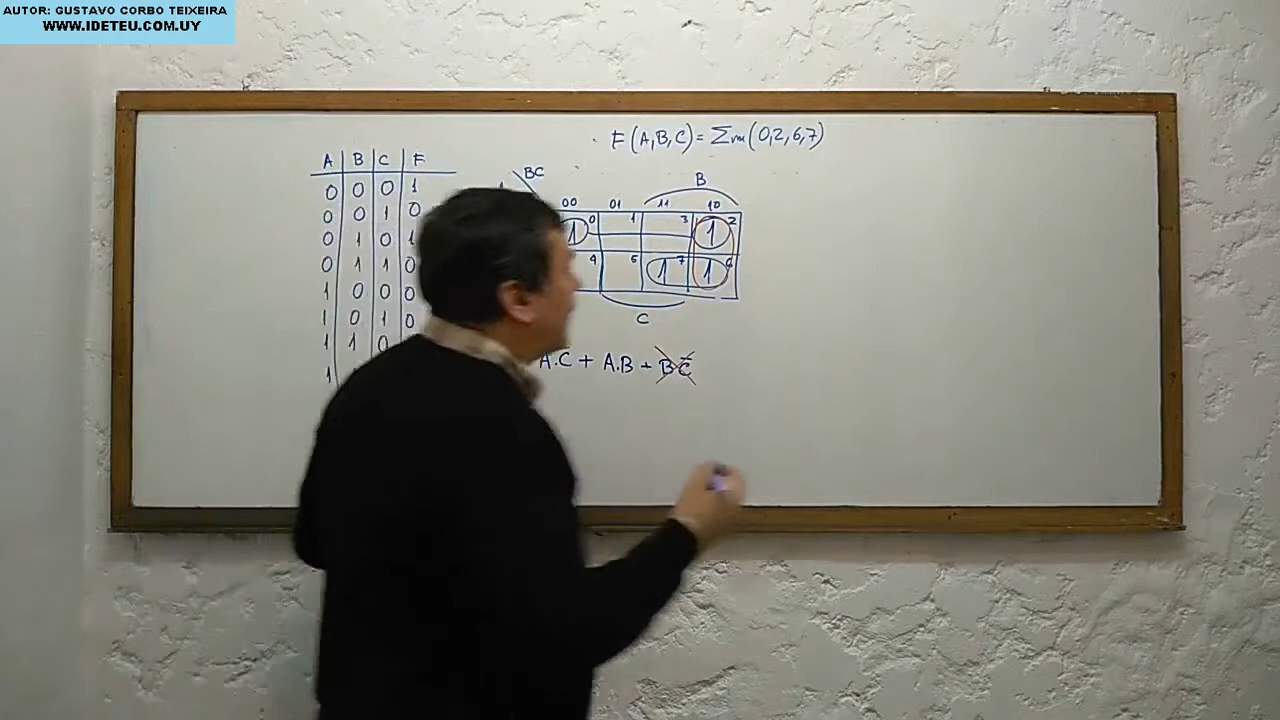 AUTOR: GUSTAVO CORBO TEIXEIRA
WWW.IDETEU.COM.UY
F(A,B,C)=Σm(0,2,6,7)
A B C F
0 0 0 1
0 0 1 0
0 1 0 1
0 1 1 0
1 0 0 0
1 0 1 0
1 1 0
1
BC
B
00 01 11 10
1 0 1 3 1 2
4 5 1 7 1 6
C
A.C + A.B + BC̄